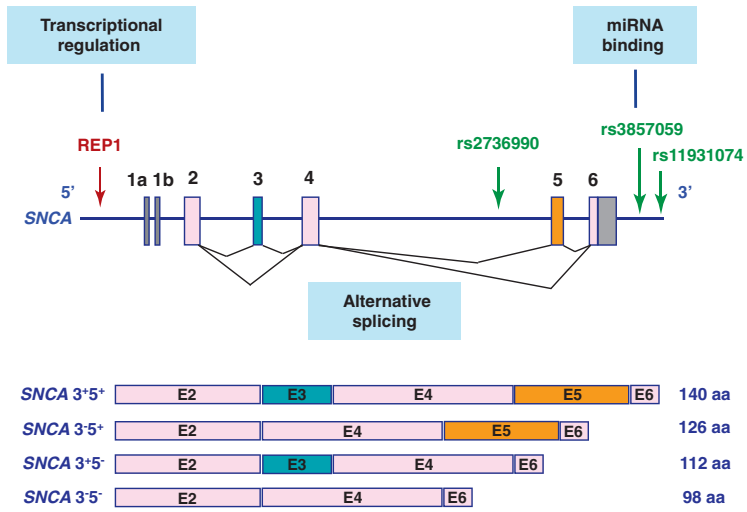 Transcriptional
regulation
miRNA
binding
REP1
rs2736990
rs3857059
rs11931074
5’
1a 1b 2 3 4 5 6
3’
SNCA
Alternative
splicing
SNCA 3⁺5⁺ E2 E3 E4 E5 E6 140 aa
SNCA 3⁻5⁺ E2 E4 E5 E6 126 aa
SNCA 3⁺5⁻ E2 E3 E4 E6 112 aa
SNCA 3⁻5⁻ E2 E4 E6 98 aa